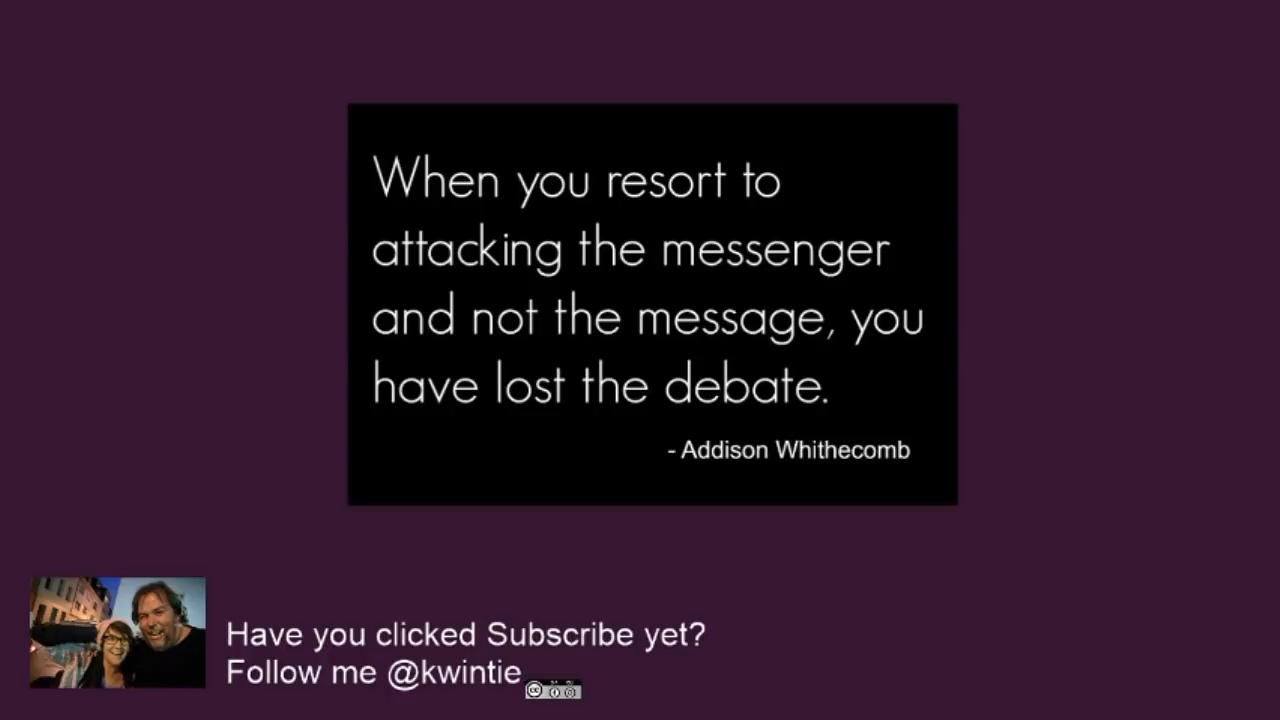 When you resort to
attacking the messenger
and not the message, you
have lost the debate.
- Addison Whithecomb
Have you clicked Subscribe yet?
Follow me @kwintie